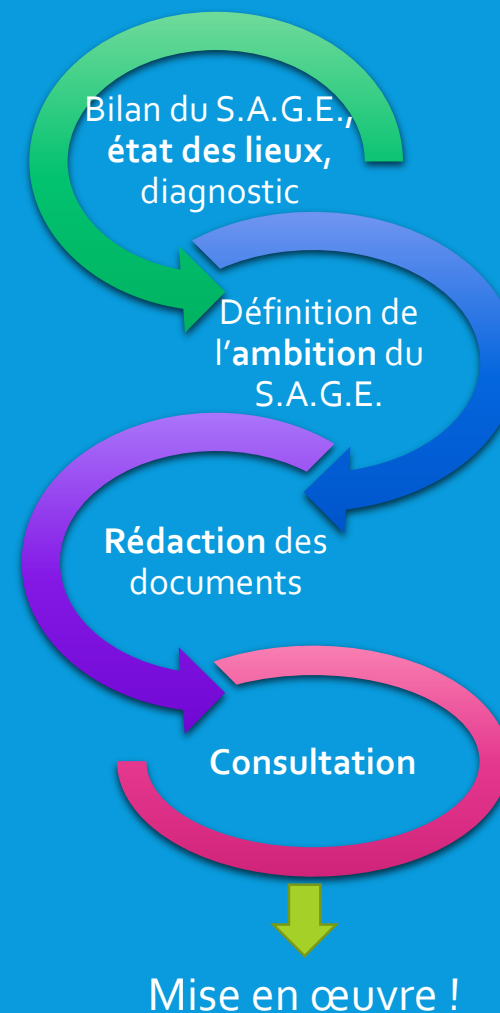 Bilan du S.A.G.E.,
état des lieux,
diagnostic
Définition de
l'ambition du
S.A.G.E.
Rédaction des
documents
Consultation
Mise en œuvre !